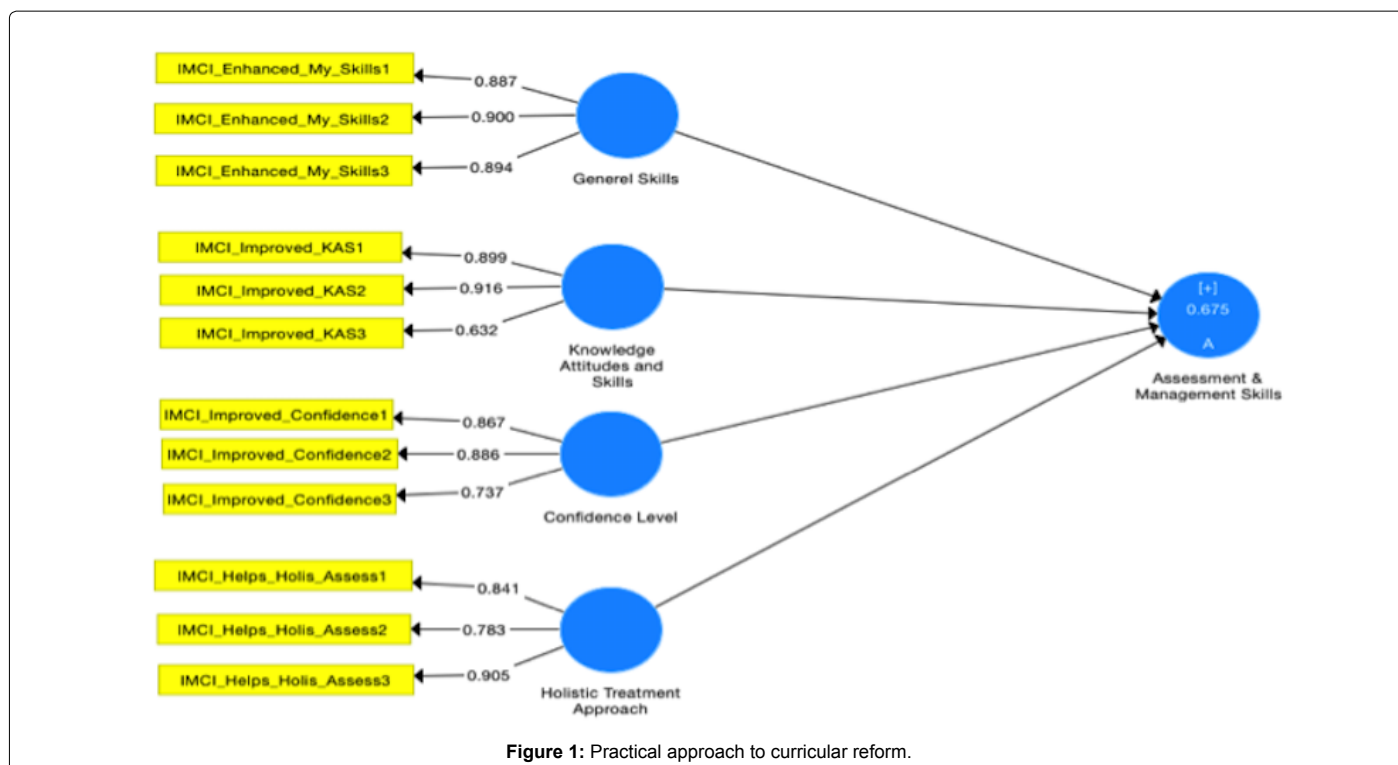 IMCI_Enhanced_My_Skills1
0.887
IMCI_Enhanced_My_Skills2
0.900
IMCI_Enhanced_My_Skills3
0.894
Generel Skills
IMCI_Improved_KAS1
0.899
IMCI_Improved_KAS2
0.916
IMCI_Improved_KAS3
0.632
Knowledge
Attitudes and
Skills
IMCI_Improved_Confidence1
0.867
IMCI_Improved_Confidence2
0.886
IMCI_Improved_Confidence3
0.737
Confidence Level
IMCI_Helps_Holis_Assess1
0.841
IMCI_Helps_Holis_Assess2
0.783
IMCI_Helps_Holis_Assess3
0.905
Holistic Treatment
Approach
[+]
0.675
A
Assessment &
Management Skills
Figure 1: Practical approach to curricular reform.